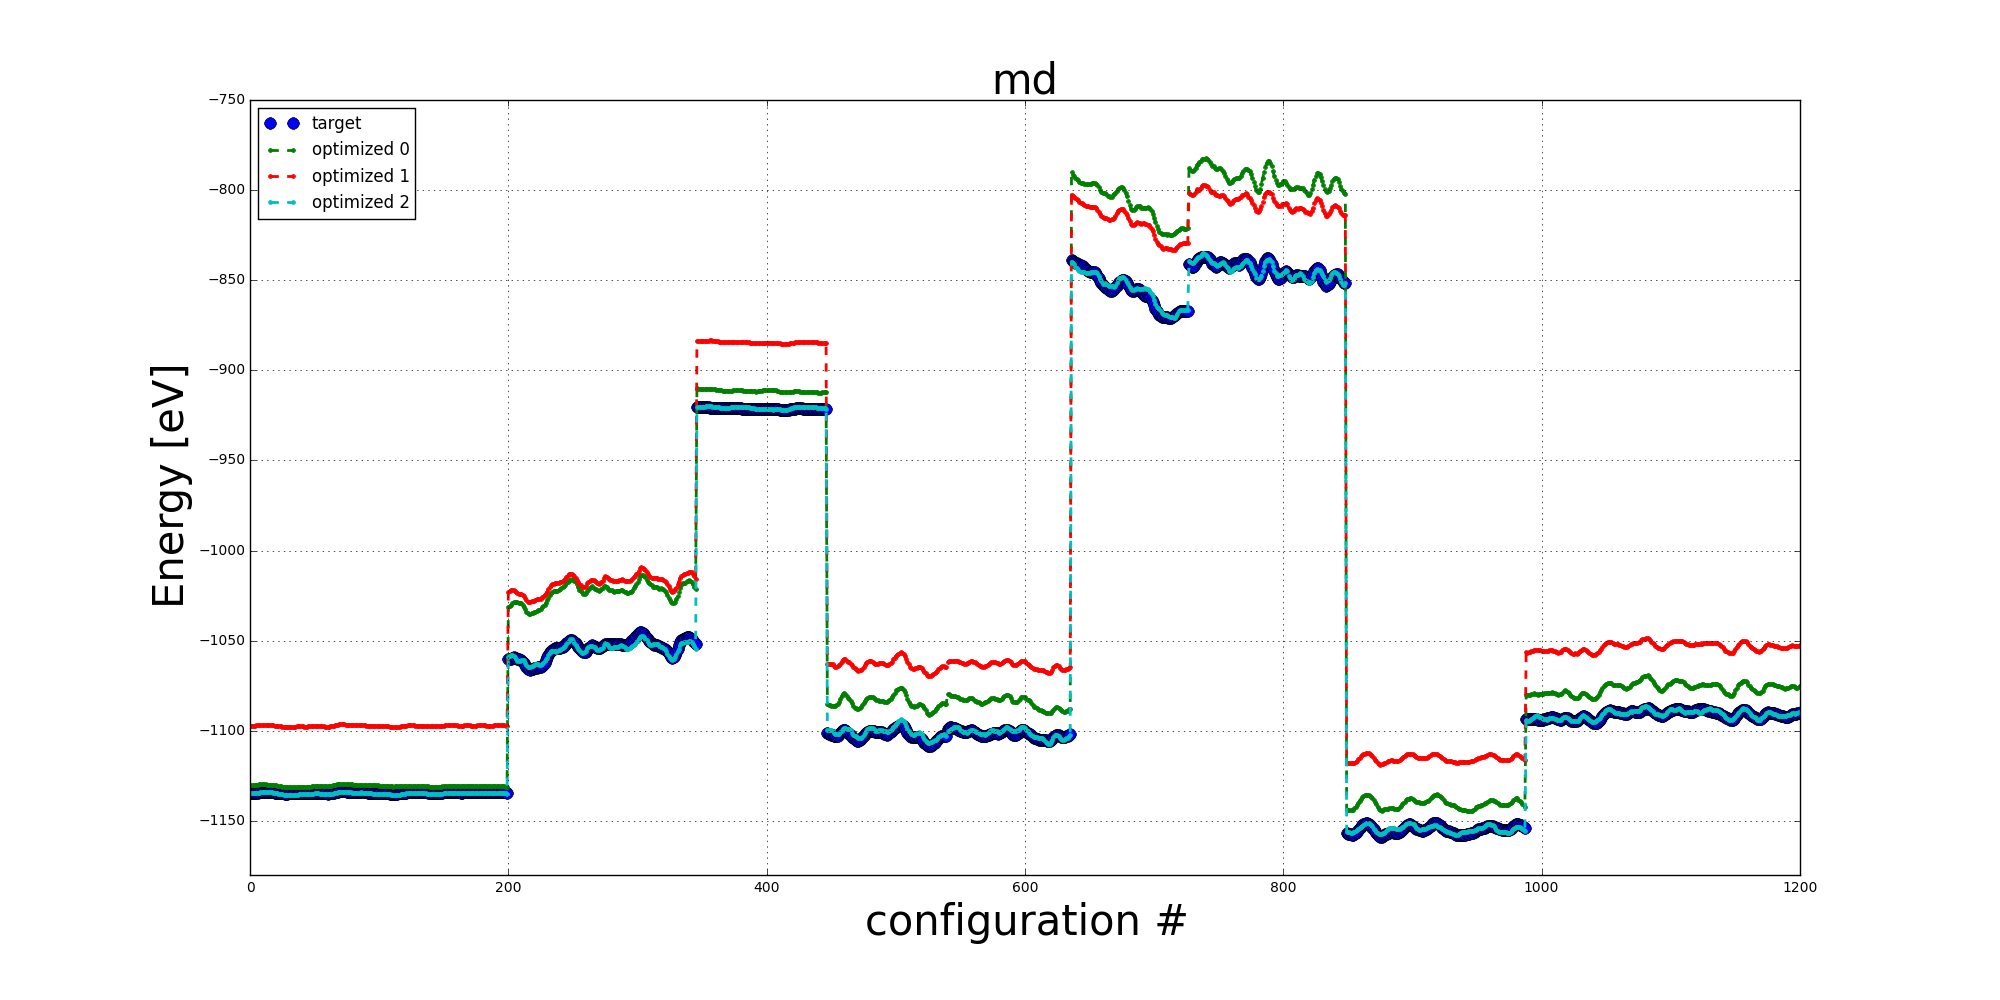 md
−750
−800
−850
−900
−950
−1000
−1050
−1100
−1150
Energy [eV]
target
optimized 0
optimized 1
optimized 2
0
200
400
600
800
1000
1200
configuration #